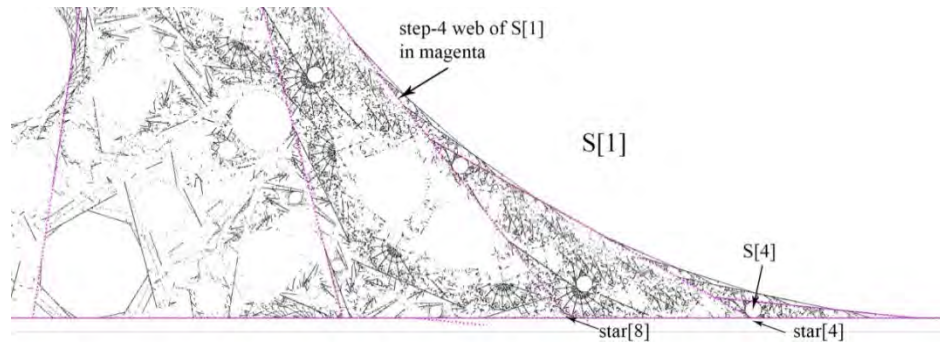 step-4 web of S[1]
in magenta
S[1]
S[4]
star[8]
star[4]